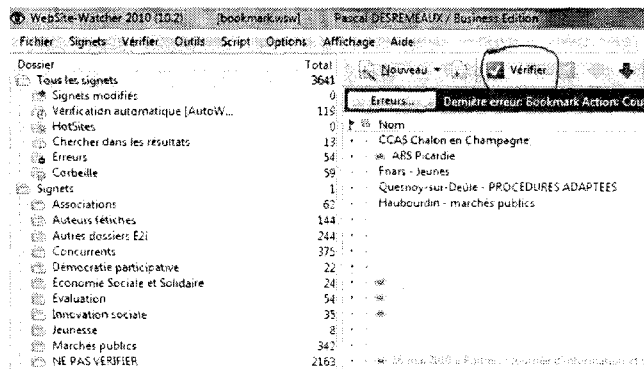 WebSite-Watcher 2010 (10.2) [bookmark.wsw] Pascal DESREMEAUX / Business Edition
Fichier Signets Vérifier Outils Script Options Affichage Aide
Dossier Total
Tous les signets 3641
Signets modifiés 0
Vérification automatique [AutoW... 119
HotSites 0
Chercher dans les résultats 13
Erreurs 54
Corbeille 59
Signets 1
Associations 62
Auteurs fétiches 144
Autres dossiers E2i 244
Concurrents 375
Démocratie participative 22
Economie Sociale et Solidaire 24
Evaluation 54
Innovation sociale 35
Jeunesse 8
Marches publics 342
NE PAS VERIFIER 2163
Nouveau Vérifier
Erreurs... Dernière erreur: Bookmark Action: Cou
Nom
CCAS Chalon en Champagne
ARS Picardie
Fnars - Jeunes
Quesnoy-sur-Deûle - PROCEDURES ADAPTEES
Haubourdin - marchés publics